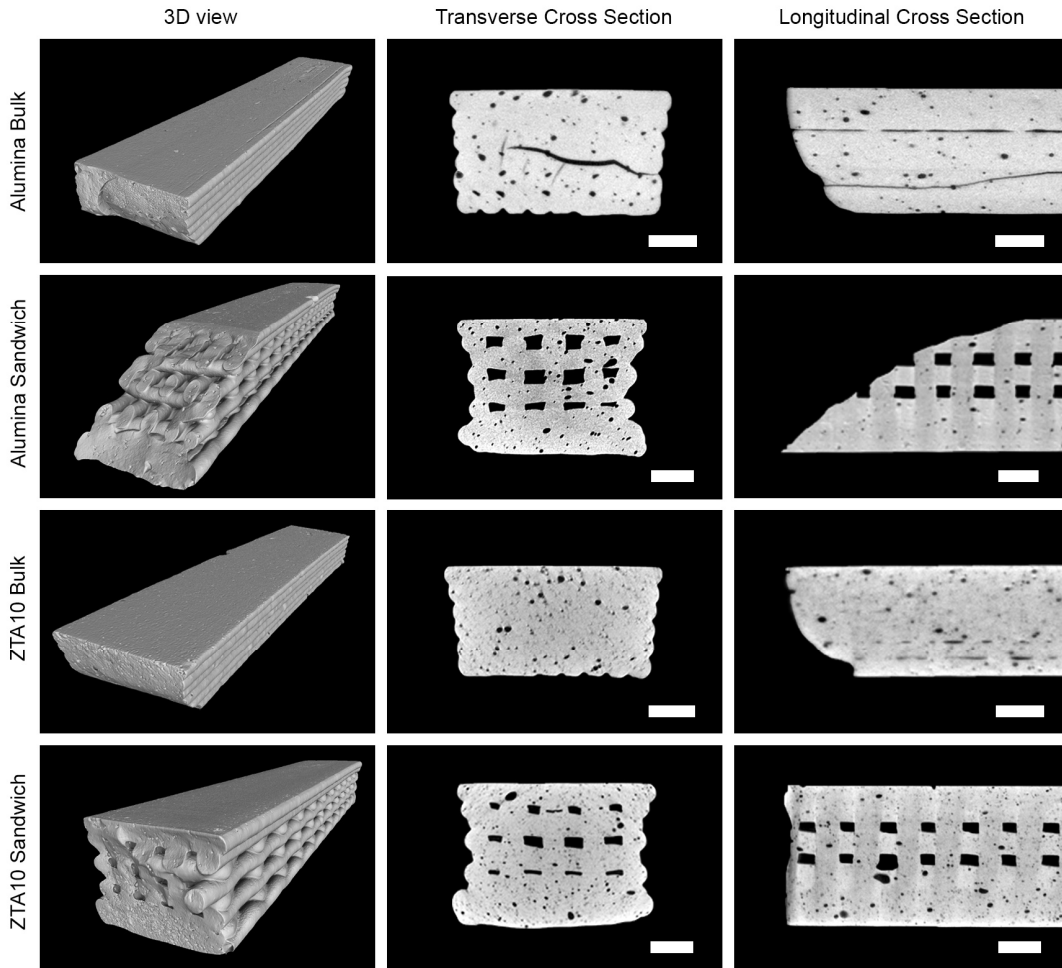 3D view
Transverse Cross Section
Longitudinal Cross Section
Alumina Bulk
Alumina Sandwich
ZTA10 Bulk
ZTA10 Sandwich